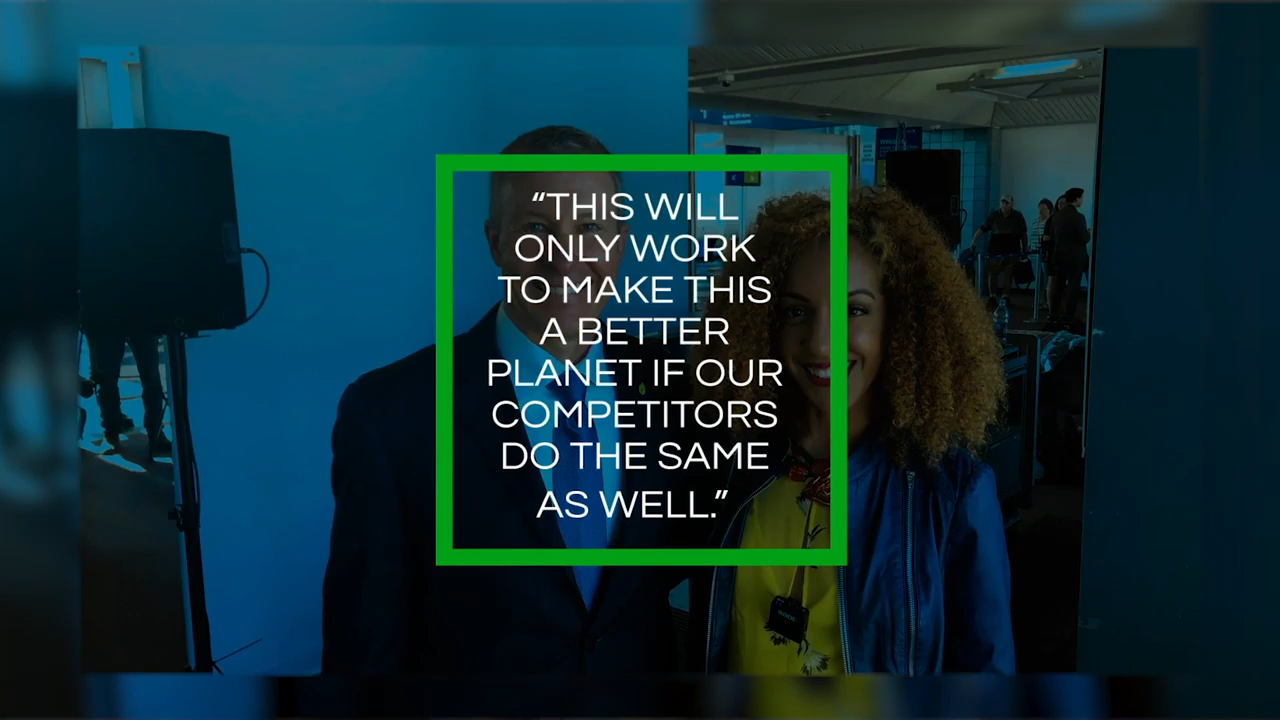 “THIS WILL
ONLY WORK
TO MAKE THIS
A BETTER
PLANET IF OUR
COMPETITORS
DO THE SAME
AS WELL.”